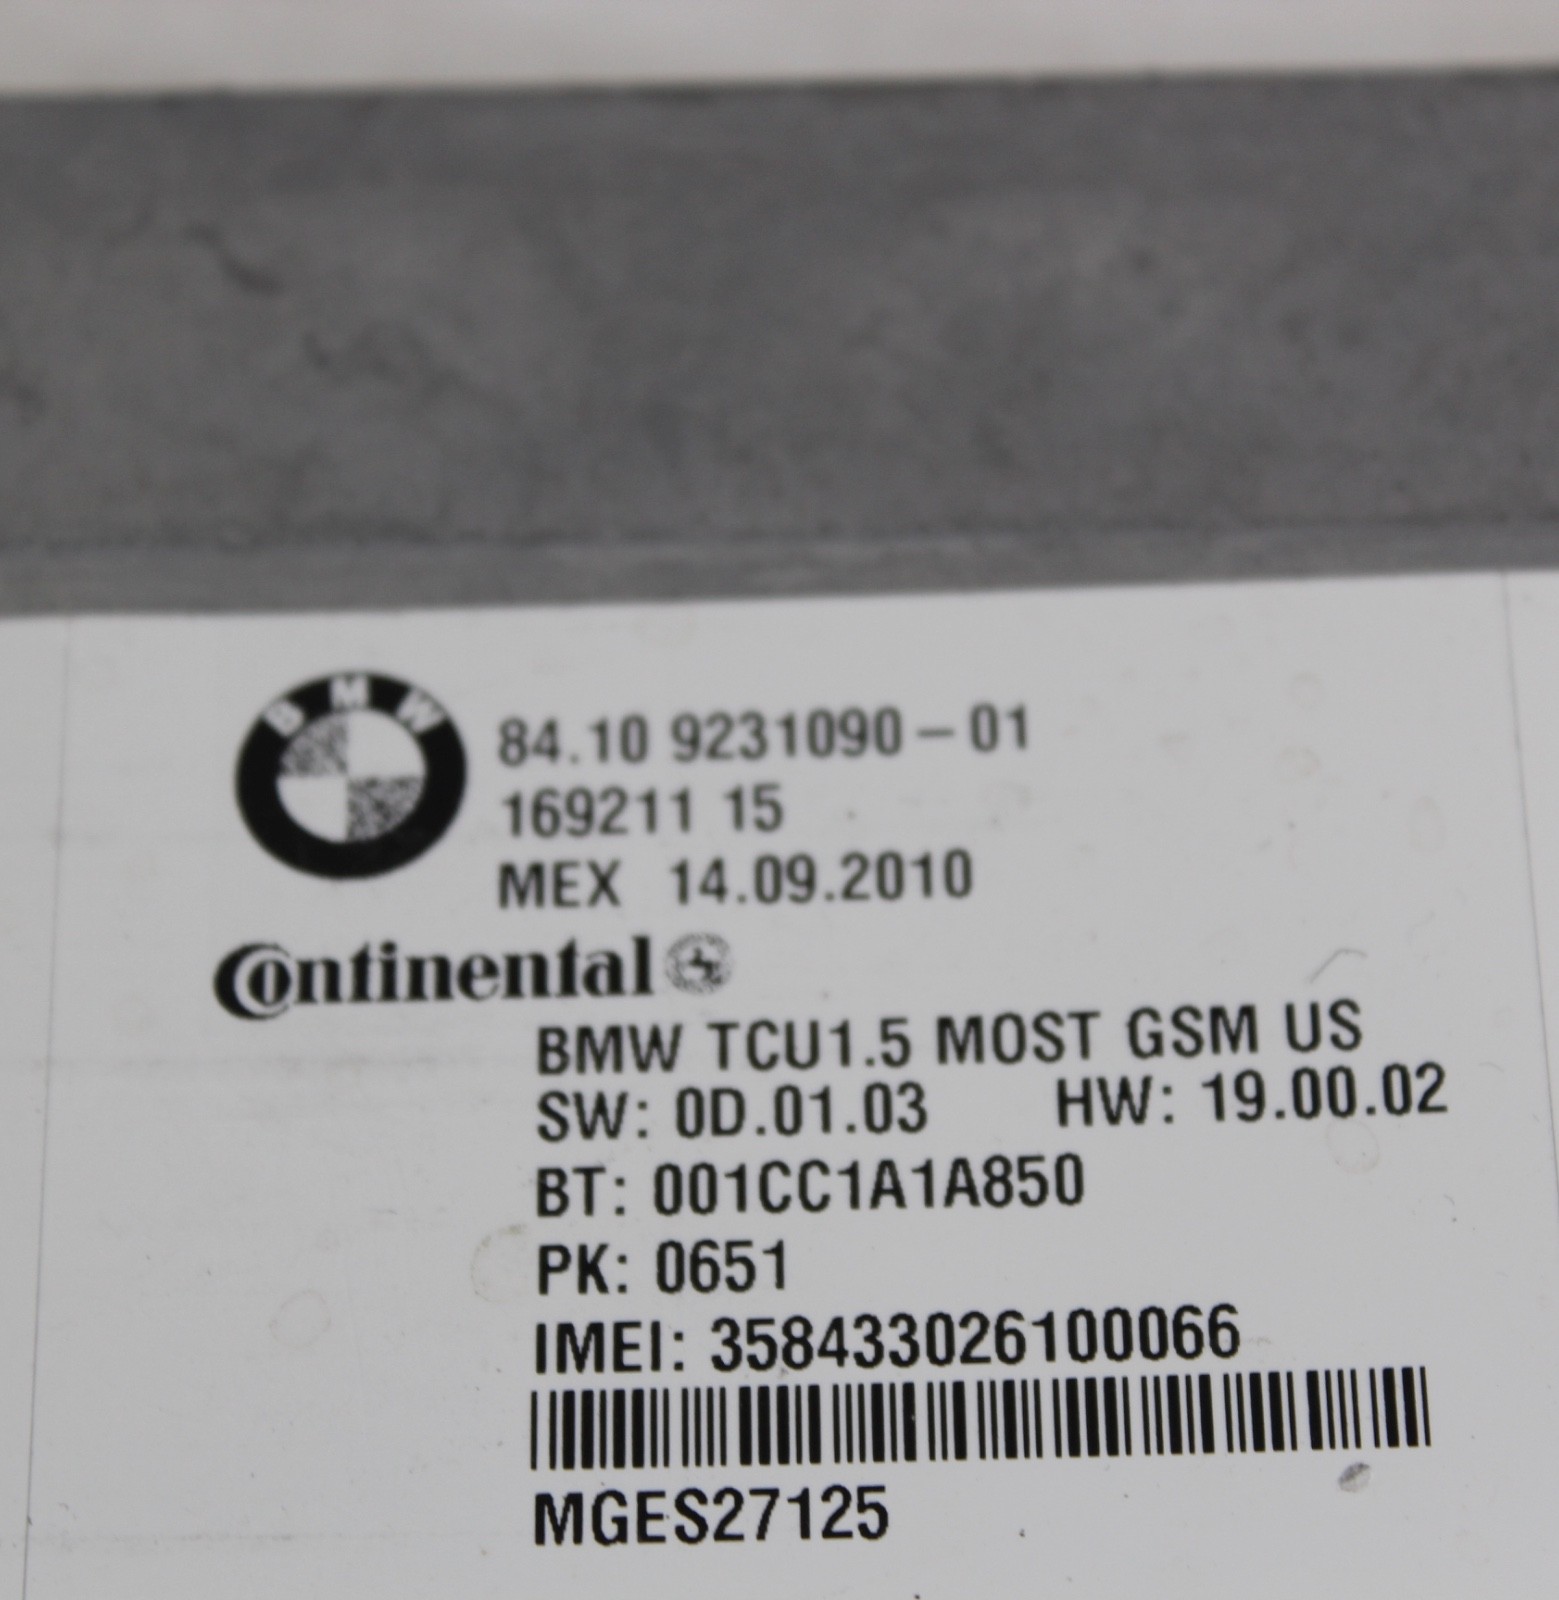 BMW
84.10 9231090-01
169211 15
MEX 14.09.2010
Continental
BMW TCU1.5 MOST GSM US
SW: 0D.01.03 HW: 19.00.02
BT: 001CC1A1A850
PK: 0651
IMEI: 358433026100066
MGES27125